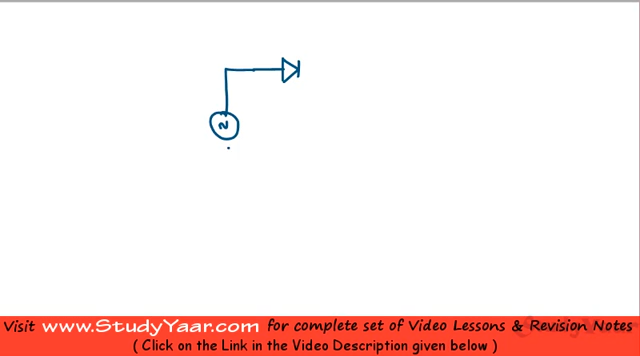 Visit www.StudyYaar.com for complete set of Video Lessons & Revision Notes
( Click on the Link in the Video Description given below )